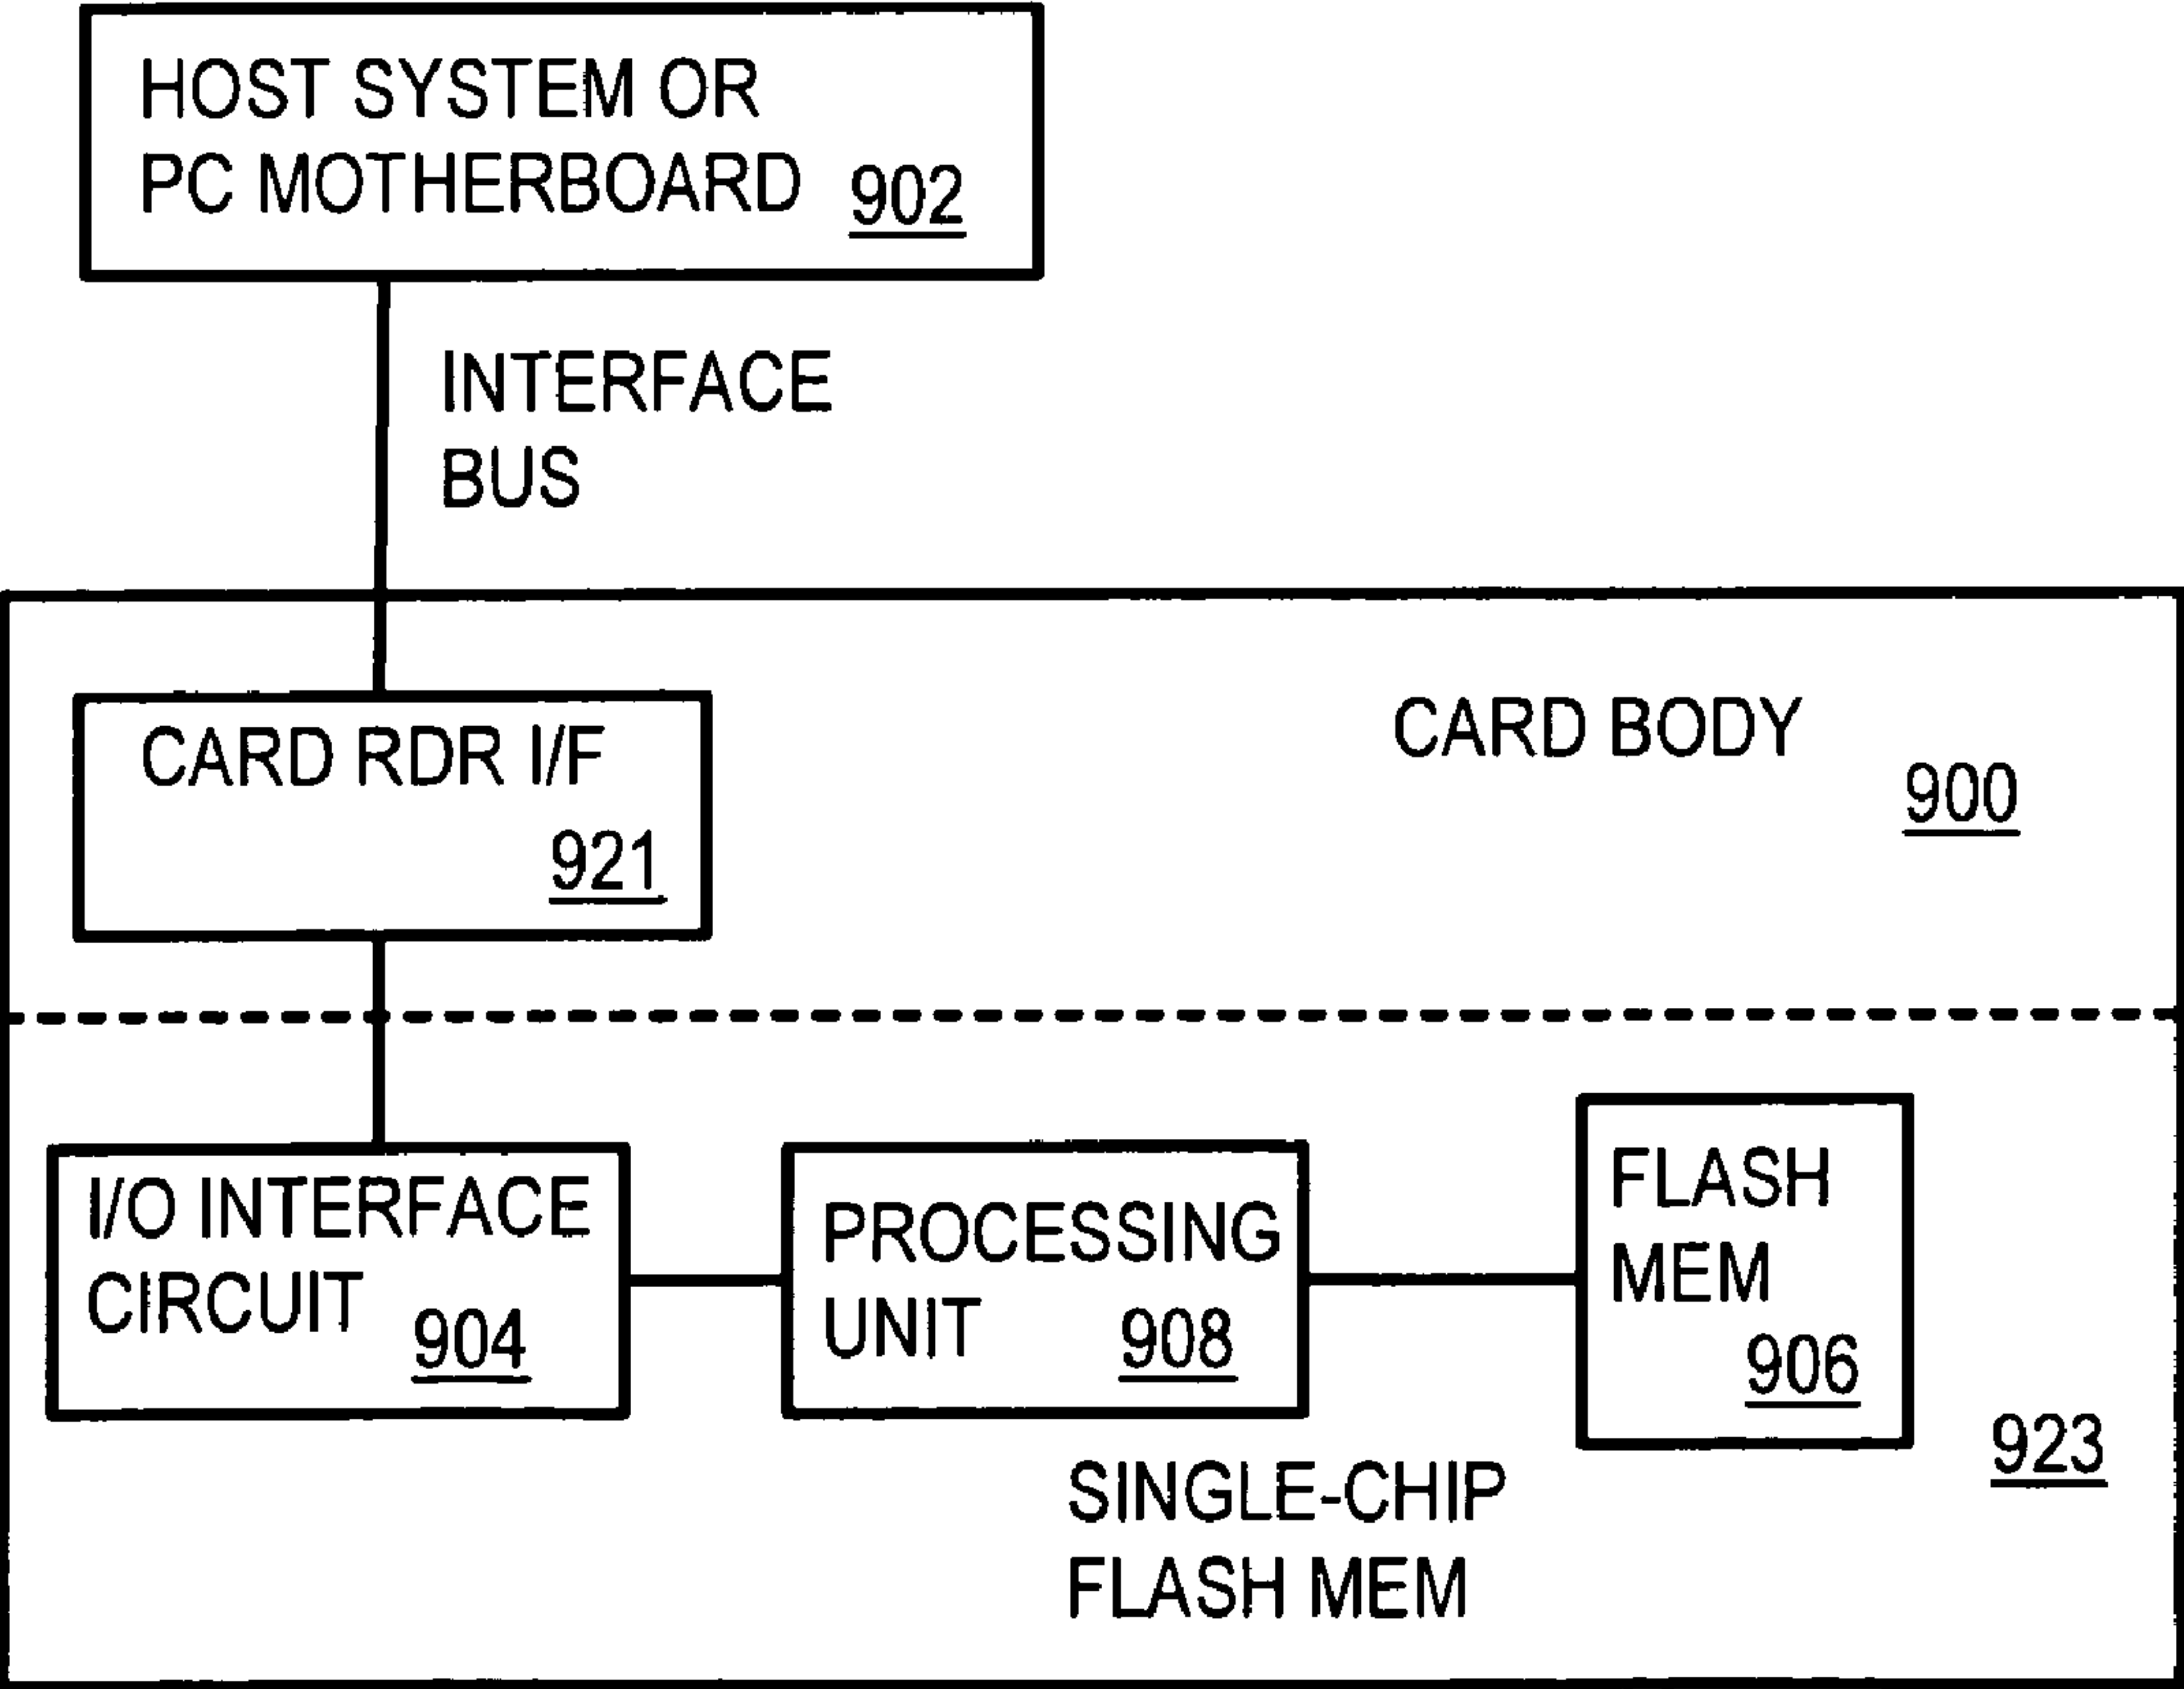 HOST SYSTEM OR
PC MOTHERBOARD 902
INTERFACE
BUS
CARD RDR I/F
921
CARD BODY
900
I/O INTERFACE
CIRCUIT 904
PROCESSING
UNIT 908
FLASH
MEM
906
923
SINGLE-CHIP
FLASH MEM